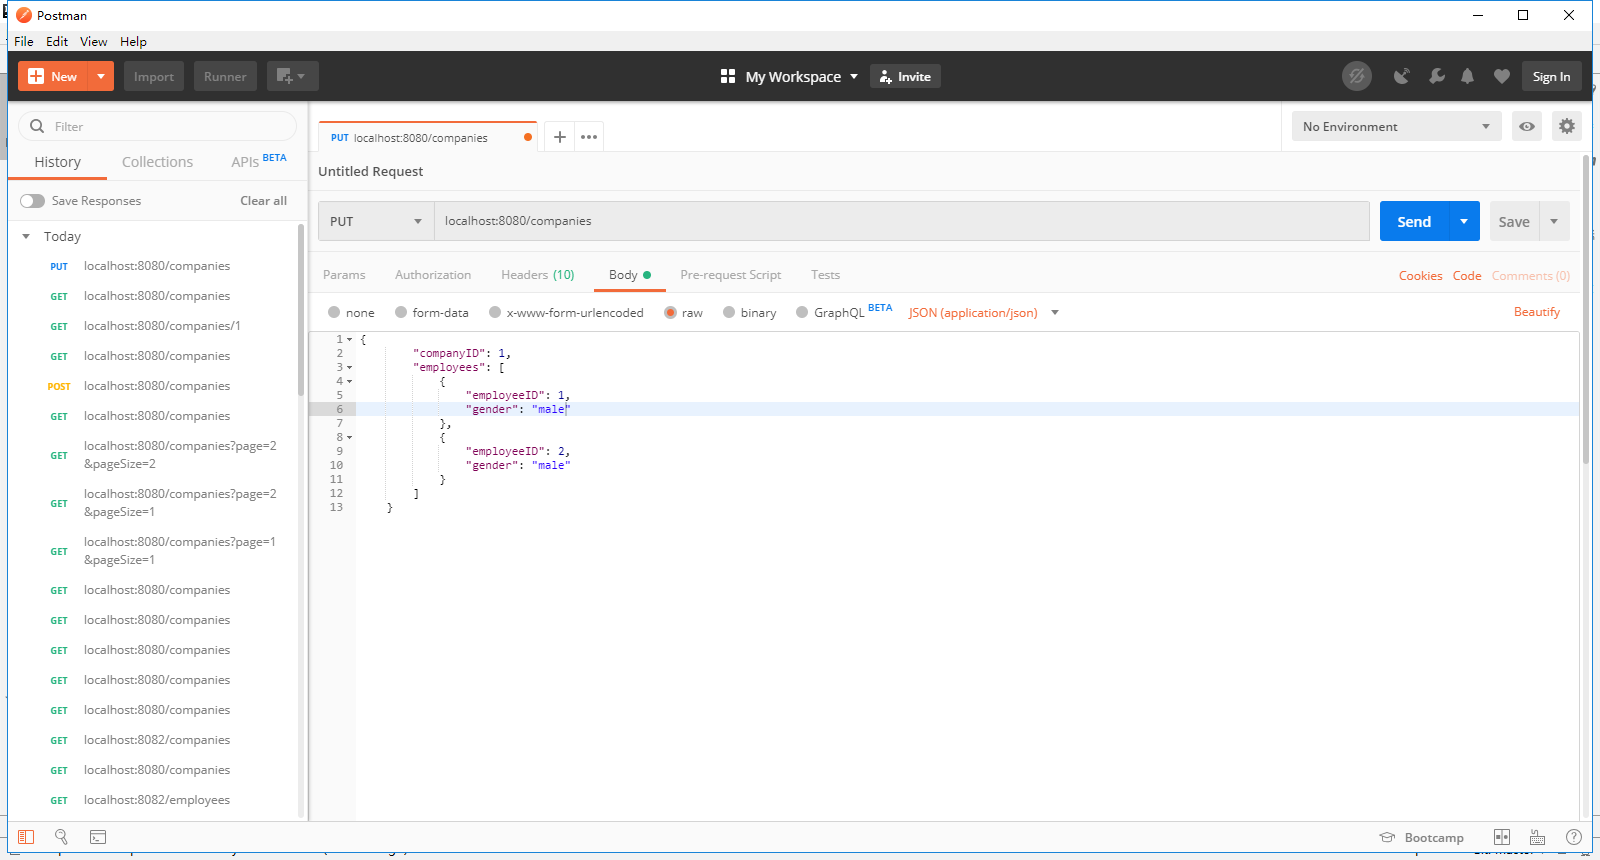 Postman
File Edit View Help
New Import Runner My Workspace Invite Sign In
Filter
History Collections APIs BETA
Save Responses Clear all
Today
PUT localhost:8080/companies
GET localhost:8080/companies
GET localhost:8080/companies/1
GET localhost:8080/companies
POST localhost:8080/companies
GET localhost:8080/companies
GET localhost:8080/companies?page=2
&pageSize=2
GET localhost:8080/companies?page=2
&pageSize=1
GET localhost:8080/companies?page=1
&pageSize=1
GET localhost:8080/companies
GET localhost:8080/companies
GET localhost:8080/companies
GET localhost:8080/companies
GET localhost:8080/companies
GET localhost:8082/companies
GET localhost:8080/companies
GET localhost:8082/employees
PUT localhost:8080/companies
No Environment
Untitled Request
PUT localhost:8080/companies Send Save
Params Authorization Headers (10) Body Pre-request Script Tests Cookies Code Comments (0)
none form-data x-www-form-urlencoded raw binary GraphQL BETA JSON (application/json) Beautify
1 {
2 "companyID": 1,
3 "employees": [
4 {
5 "employeeID": 1,
6 "gender": "male"
7 },
8 {
9 "employeeID": 2,
10 "gender": "male"
11 }
12 ]
13 }
Bootcamp